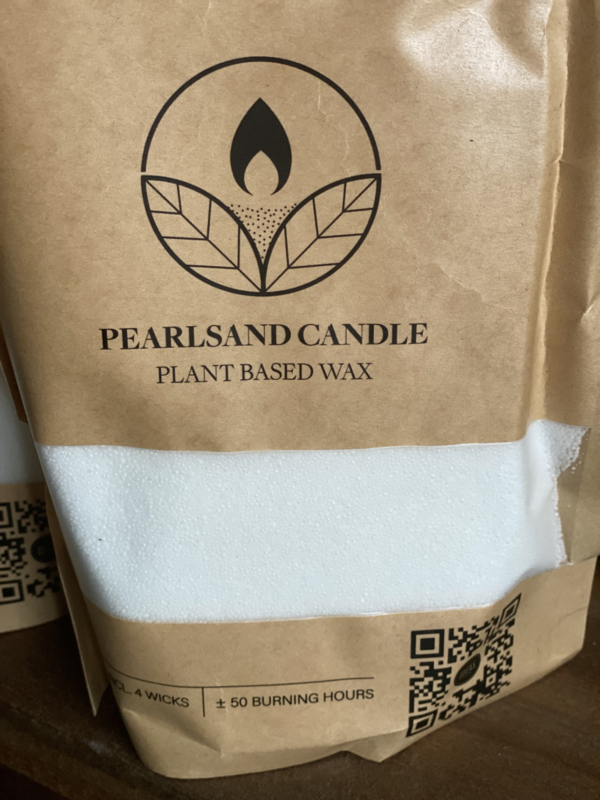 PEARLSAND CANDLE
PLANT BASED WAX
4 WICKS
± 50 BURNING HOURS